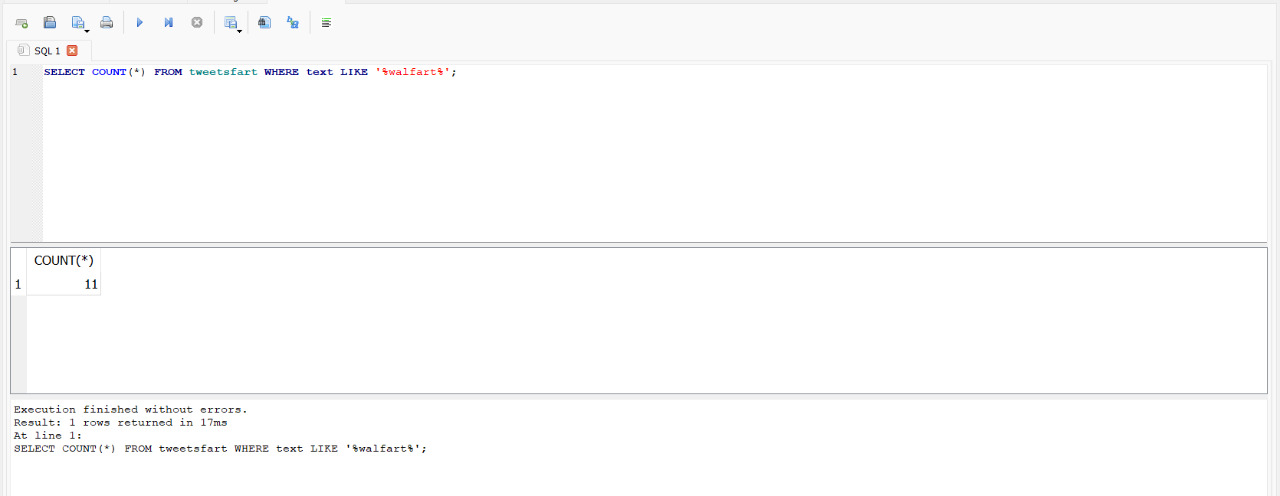 SQL 1
1 SELECT COUNT(*) FROM tweetsfart WHERE text LIKE '%walfart%';
COUNT(*)
1 11
Execution finished without errors.
Result: 1 rows returned in 17ms
At line 1:
SELECT COUNT(*) FROM tweetsfart WHERE text LIKE '%walfart%';